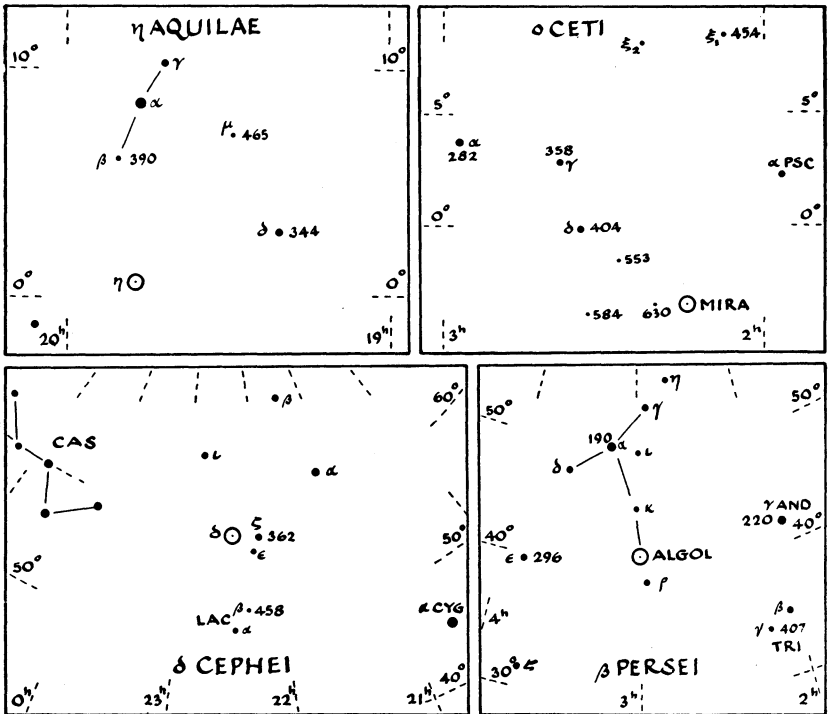 η AQUILAE
10° 10°
γ
α
μ 465
β 390
δ 344
0° 0°
η
20ʰ 19ʰ
ο CETI
ξ₂ ξ₁ 454
5° 5°
α
282
358
γ
α PSC
0° 0°
δ 404
553
584 630 MIRA
3ʰ 2ʰ
β 60°
CAS
ι α
δ ζ 362
ε
50° 50°
β 458
LAC α
α CYG
δ CEPHEI
40°
0ʰ 23ʰ 22ʰ 21ʰ
η
50° γ 50°
190 α ι
δ
κ
γ AND
220 40°
40°
ε 296
ALGOL
ρ
4ʰ
β
γ 407
TRI
30° ζ
β PERSEI
3ʰ 2ʰ